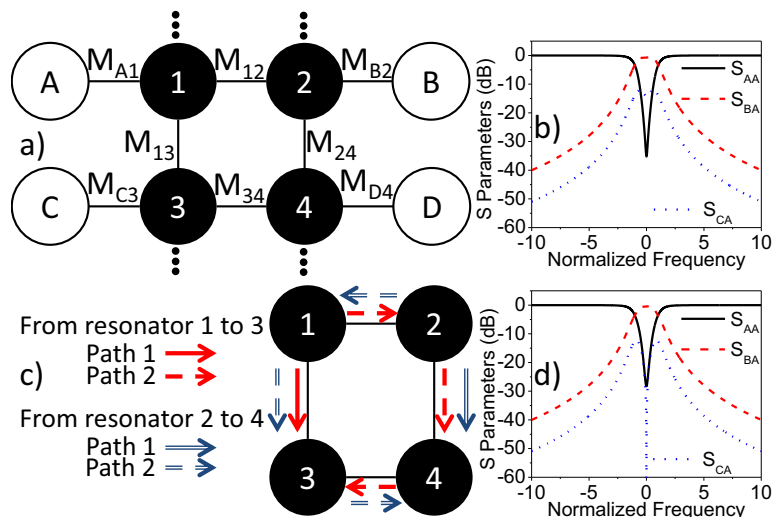 A M_A1 1 M_12 2 M_B2 B
a) M_13 M_24
C M_C3 3 M_34 4 M_D4 D
S Parameters (dB)
0
-10
-20
-30
-40
-50
-60
b)
S_AA
S_BA
S_CA
-10 -5 0 5 10
Normalized Frequency
From resonator 1 to 3
Path 1
Path 2
c)
From resonator 2 to 4
Path 1
Path 2
1 2
3 4
S Parameters (dB)
0
-10
-20
-30
-40
-50
-60
d)
S_AA
S_BA
S_CA
-10 -5 0 5 10
Normalized Frequency